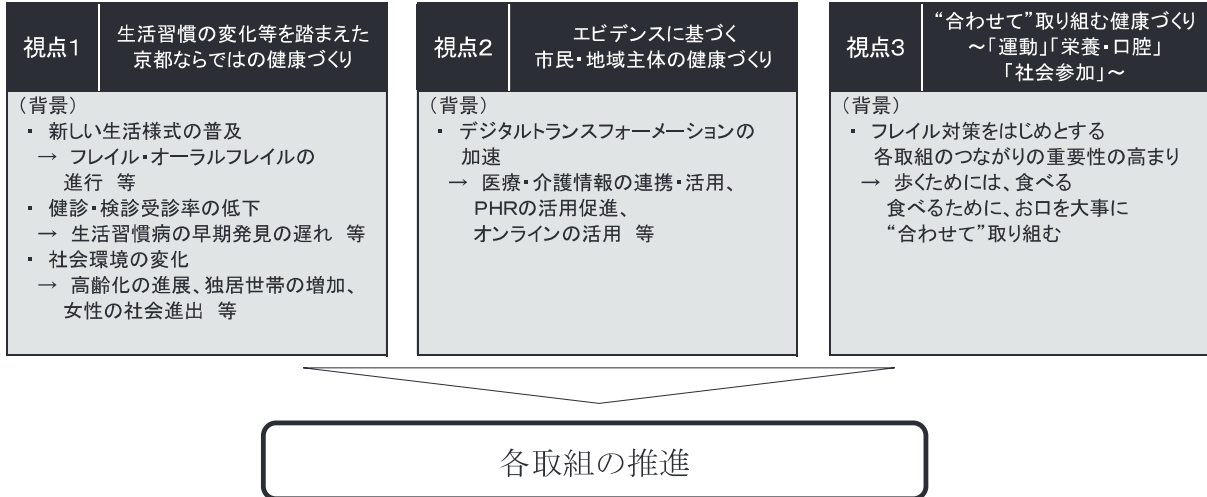 視点1
生活習慣の変化等を踏まえた
京都ならではの健康づくり
(背景)
・ 新しい生活様式の普及
→ フレイル・オーラルフレイルの
進行 等
・ 健診・検診受診率の低下
→ 生活習慣病の早期発見の遅れ 等
・ 社会環境の変化
→ 高齢化の進展、独居世帯の増加、
女性の社会進出 等
視点2
エビデンスに基づく
市民・地域主体の健康づくり
(背景)
・ デジタルトランスフォーメーションの
加速
→ 医療・介護情報の連携・活用、
PHRの活用促進、
オンラインの活用 等
視点3
“合わせて”取り組む健康づくり
~「運動」「栄養・口腔」
「社会参加」~
(背景)
・ フレイル対策をはじめとする
各取組のつながりの重要性の高まり
→ 歩くためには、食べる
食べるために、お口を大事に
“合わせて”取り組む
各取組の推進